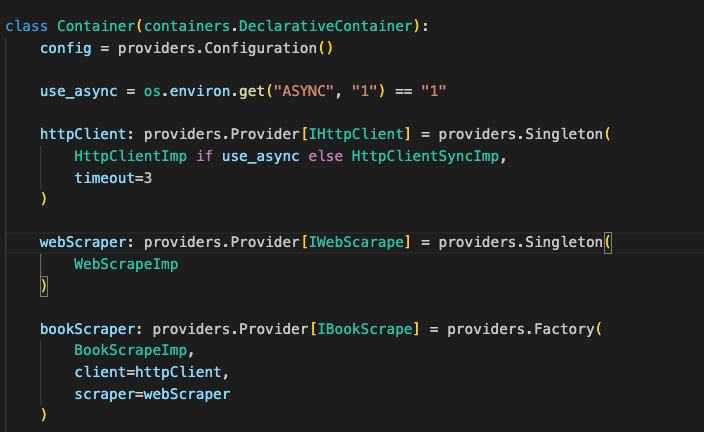 class Container(containers.DeclarativeContainer):
    config = providers.Configuration()
    use_async = os.environ.get("ASYNC", "1") == "1"
    httpClient: providers.Provider[IHttpClient] = providers.Singleton(
        HttpClientImp if use_async else HttpClientSyncImp,
        timeout=3
    )
    webScraper: providers.Provider[IWebScarape] = providers.Singleton(
        WebScrapeImp
    )
    bookScraper: providers.Provider[IBookScrape] = providers.Factory(
        BookScrapeImp,
        client=httpClient,
        scraper=webScraper
    )